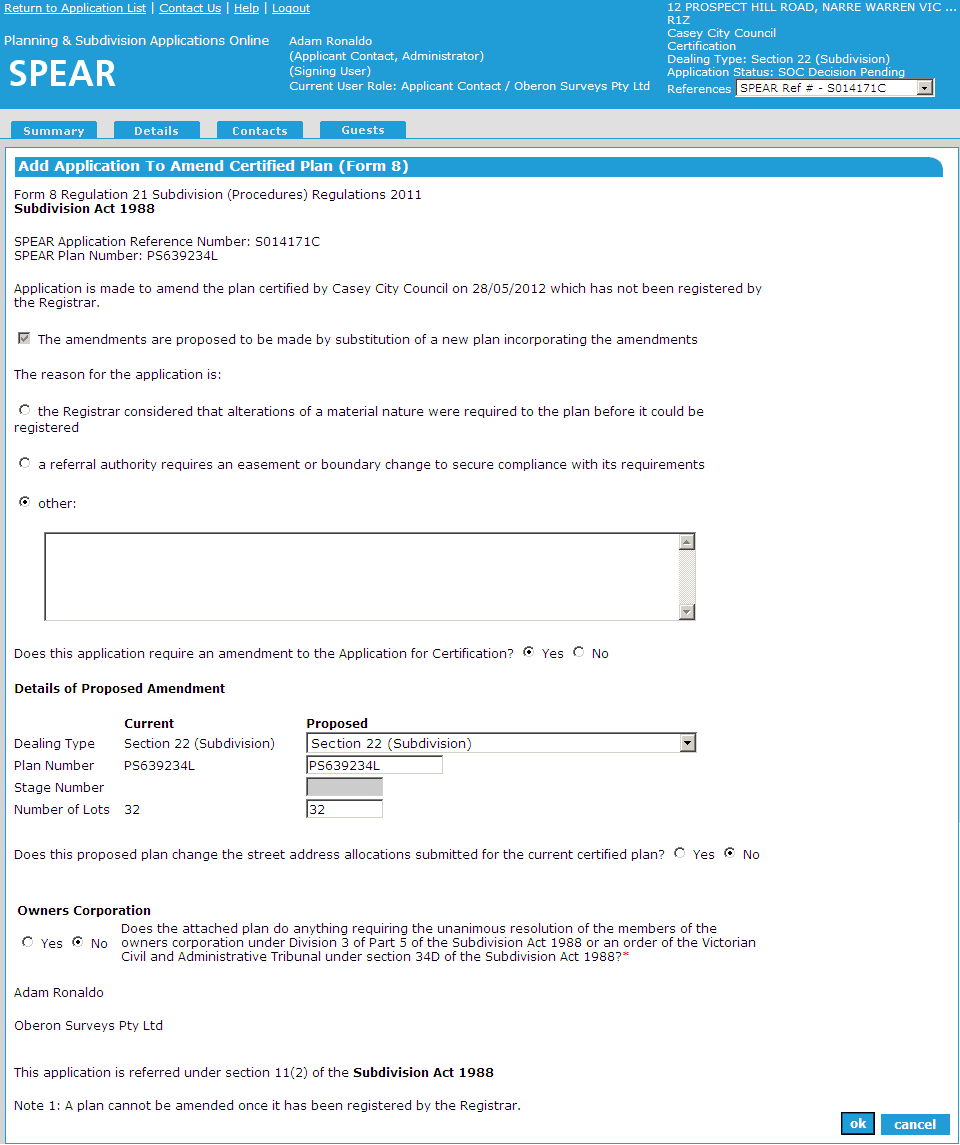 Return to Application List | Contact Us | Help | Logout
12 PROSPECT HILL ROAD, NARRE WARREN VIC ...
R1Z
Casey City Council
Certification
Dealing Type: Section 22 (Subdivision)
Application Status: SOC Decision Pending
References SPEAR Ref # - S014171C
Planning & Subdivision Applications Online
SPEAR
Adam Ronaldo
(Applicant Contact, Administrator)
(Signing User)
Current User Role: Applicant Contact / Oberon Surveys Pty Ltd
Summary Details Contacts Guests
Add Application To Amend Certified Plan (Form 8)
Form 8 Regulation 21 Subdivision (Procedures) Regulations 2011
Subdivision Act 1988
SPEAR Application Reference Number: S014171C
SPEAR Plan Number: PS639234L
Application is made to amend the plan certified by Casey City Council on 28/05/2012 which has not been registered by
the Registrar.
The amendments are proposed to be made by substitution of a new plan incorporating the amendments
The reason for the application is:
the Registrar considered that alterations of a material nature were required to the plan before it could be
registered
a referral authority requires an easement or boundary change to secure compliance with its requirements
other:
Does this application require an amendment to the Application for Certification? Yes No
Details of Proposed Amendment
Current Proposed
Dealing Type Section 22 (Subdivision) Section 22 (Subdivision)
Plan Number PS639234L PS639234L
Stage Number
Number of Lots 32 32
Does this proposed plan change the street address allocations submitted for the current certified plan? Yes No
Owners Corporation
Yes No
Does the attached plan do anything requiring the unanimous resolution of the members of the
owners corporation under Division 3 of Part 5 of the Subdivision Act 1988 or an order of the Victorian
Civil and Administrative Tribunal under section 34D of the Subdivision Act 1988?*
Adam Ronaldo
Oberon Surveys Pty Ltd
This application is referred under section 11(2) of the Subdivision Act 1988
Note 1: A plan cannot be amended once it has been registered by the Registrar.
ok cancel